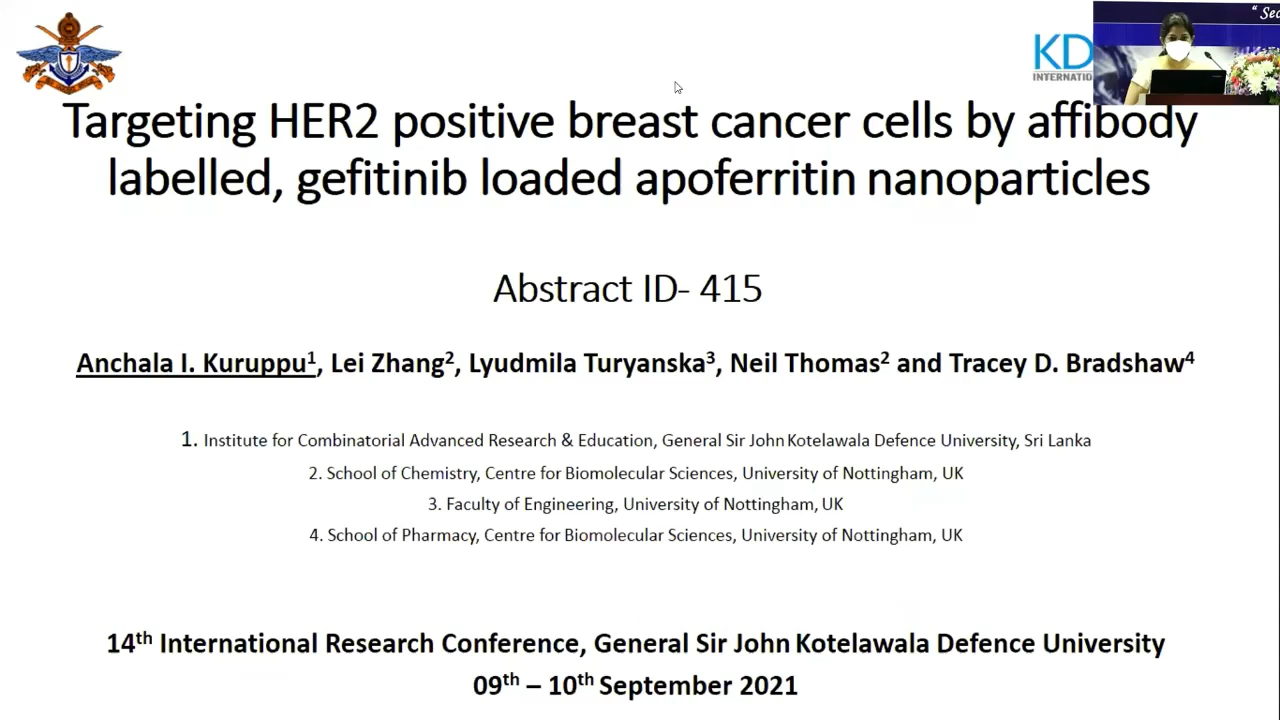 “ Sec
KD
INTERNATIO
Targeting HER2 positive breast cancer cells by affibody
labelled, gefitinib loaded apoferritin nanoparticles
Abstract ID- 415
Anchala I. Kuruppu¹, Lei Zhang², Lyudmila Turyanska³, Neil Thomas² and Tracey D. Bradshaw⁴
1. Institute for Combinatorial Advanced Research & Education, General Sir John Kotelawala Defence University, Sri Lanka
2. School of Chemistry, Centre for Biomolecular Sciences, University of Nottingham, UK
3. Faculty of Engineering, University of Nottingham, UK
4. School of Pharmacy, Centre for Biomolecular Sciences, University of Nottingham, UK
14th International Research Conference, General Sir John Kotelawala Defence University
09th – 10th September 2021